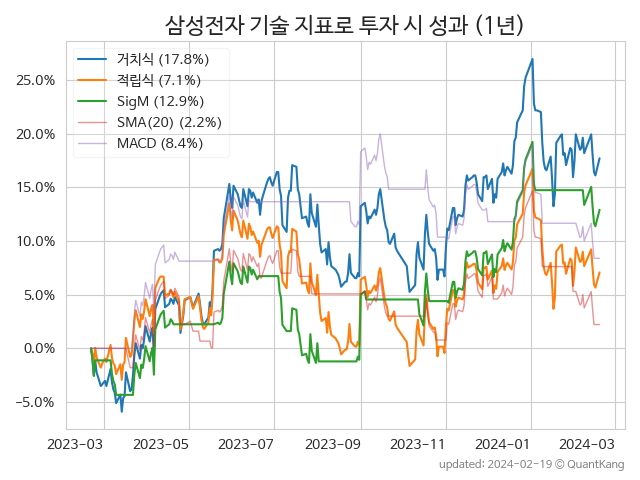 삼성전자 기술 지표로 투자 시 성과 (1년)
거치식 (17.8%)
적립식 (7.1%)
SigM (12.9%)
SMA(20) (2.2%)
MACD (8.4%)
25.0%
20.0%
15.0%
10.0%
5.0%
0.0%
−5.0%
2023-03 2023-05 2023-07 2023-09 2023-11 2024-01 2024-03
updated: 2024-02-19 © QuantKang